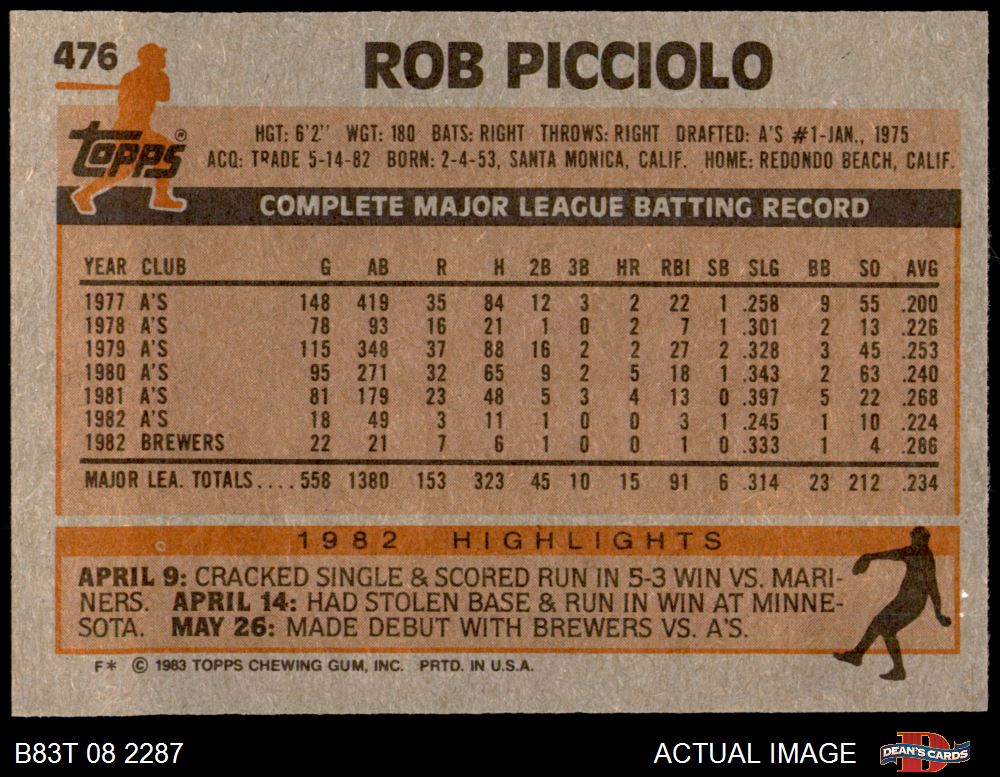 476 ROB PICCIOLO
Topps ®
HGT: 6'2" WGT: 180 BATS: RIGHT THROWS: RIGHT DRAFTED: A'S #1-JAN., 1975
ACQ: TRADE 5-14-82 BORN: 2-4-53, SANTA MONICA, CALIF. HOME: REDONDO BEACH, CALIF.
COMPLETE MAJOR LEAGUE BATTING RECORD
YEAR CLUB G AB R H 2B 3B HR RBI SB SLG BB SO AVG
1977 A'S 148 419 35 84 12 3 2 22 1 .258 9 55 .200
1978 A'S 78 93 16 21 1 0 2 7 1 .301 2 13 .226
1979 A'S 115 348 37 88 16 2 2 27 2 .328 3 45 .253
1980 A'S 95 271 32 65 9 2 5 18 1 .343 2 63 .240
1981 A'S 81 179 23 48 5 3 4 13 0 .397 5 22 .268
1982 A'S 18 49 3 11 1 0 0 3 1 .245 1 10 .224
1982 BREWERS 22 21 7 6 1 0 0 1 0 .333 1 4 .286
MAJOR LEA. TOTALS.... 558 1380 153 323 45 10 15 91 6 .314 23 212 .234
1982 HIGHLIGHTS
APRIL 9: CRACKED SINGLE & SCORED RUN IN 5-3 WIN VS. MARI-
NERS. APRIL 14: HAD STOLEN BASE & RUN IN WIN AT MINNE-
SOTA. MAY 26: MADE DEBUT WITH BREWERS VS. A'S.
F* © 1983 TOPPS CHEWING GUM, INC. PRTD. IN U.S.A.
B83T 08 2287 ACTUAL IMAGE DEAN'S CARDS